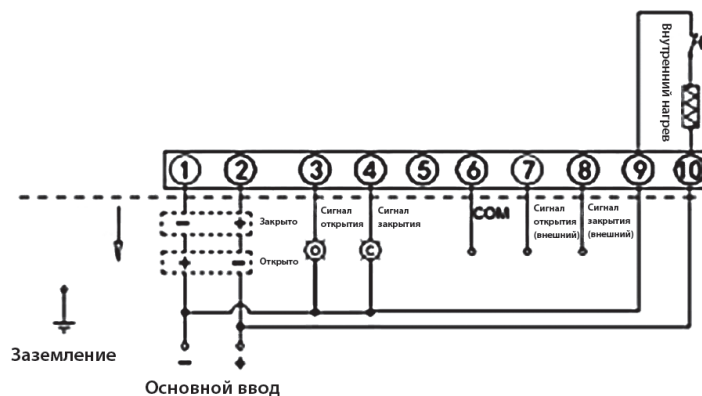 Внутренний нагрев
1 2 3 4 5 6 7 8 9 10
− + Закрыто
Сигнал
открытия
Сигнал
закрытия
COM
Сигнал
открытия
(внешний)
Сигнал
закрытия
(внешний)
O
C
+ − Открыто
Заземление
− +
Основной ввод